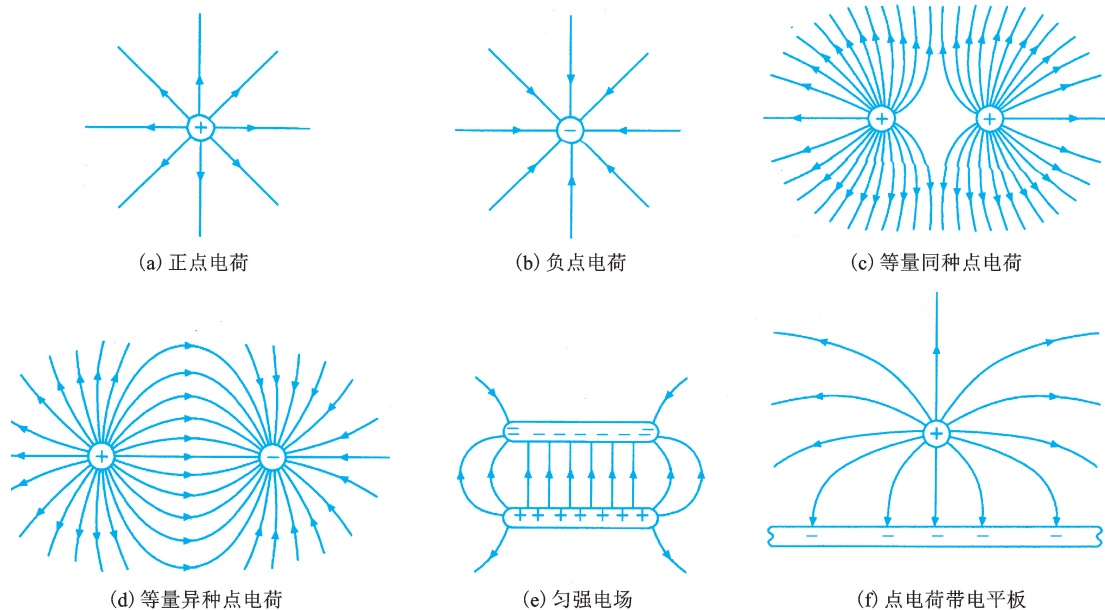 (a) 正点电荷
(b) 负点电荷
(c) 等量同种点电荷
(d) 等量异种点电荷
(e) 匀强电场
(f) 点电荷带电平板